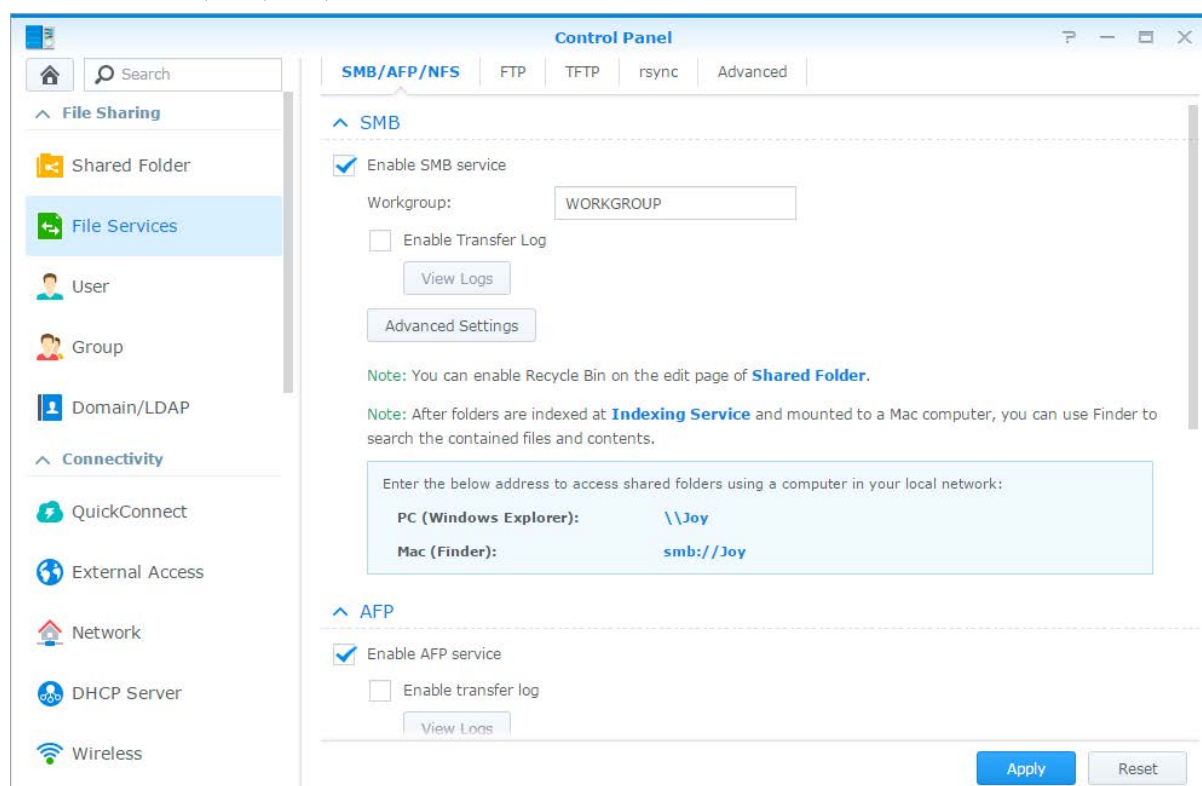 Control Panel
Search
SMB/AFP/NFS FTP TFTP rsync Advanced
File Sharing
Shared Folder
File Services
User
Group
Domain/LDAP
Connectivity
QuickConnect
External Access
Network
DHCP Server
Wireless
SMB
Enable SMB service
Workgroup: WORKGROUP
Enable Transfer Log
View Logs
Advanced Settings
Note: You can enable Recycle Bin on the edit page of Shared Folder.
Note: After folders are indexed at Indexing Service and mounted to a Mac computer, you can use Finder to
search the contained files and contents.
Enter the below address to access shared folders using a computer in your local network:
PC (Windows Explorer): \\Joy
Mac (Finder): smb://Joy
AFP
Enable AFP service
Enable transfer log
View Logs
Apply Reset